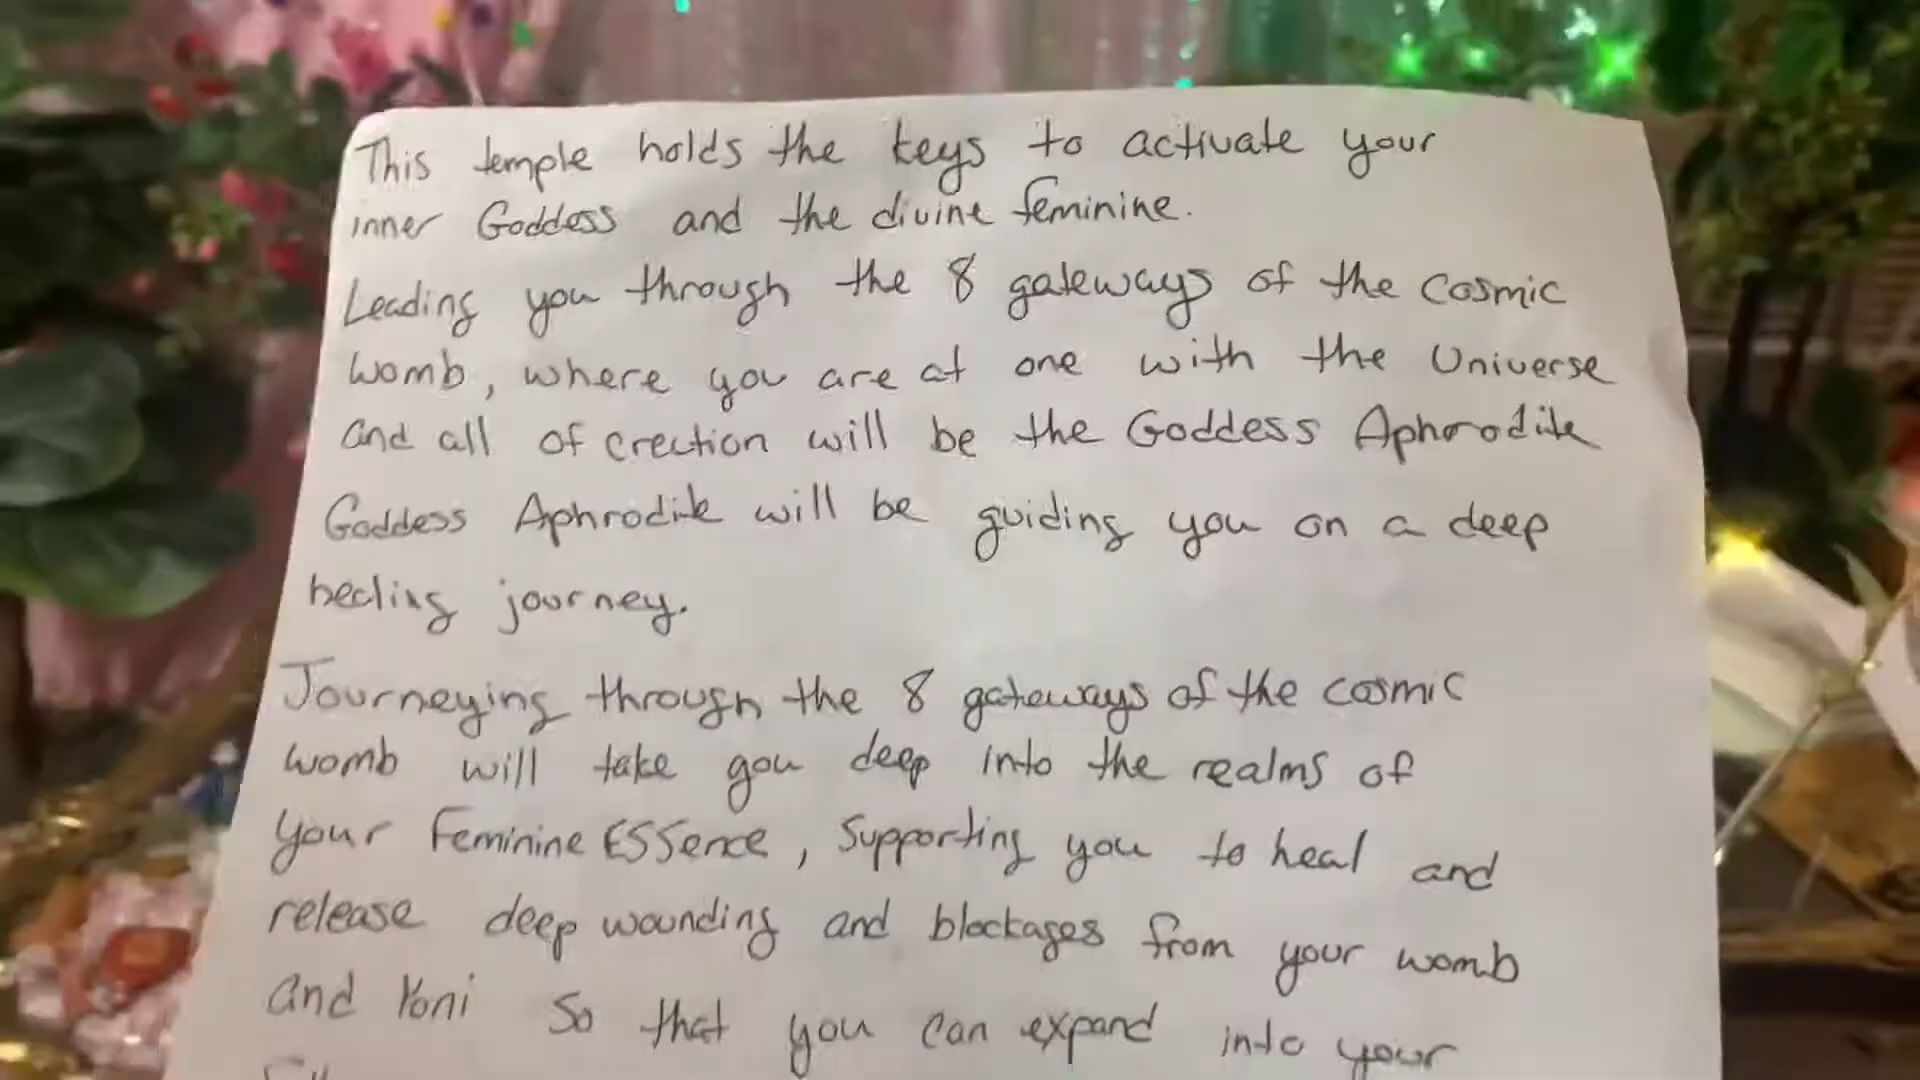 This temple holds the keys to activate your
inner Goddess and the divine feminine.
Leading you through the 8 gateways of the cosmic
womb, where you are at one with the Universe
and all of creation will be the Goddess Aphrodite
Goddess Aphrodite will be guiding you on a deep
healing journey.
Journeying through the 8 gateways of the cosmic
womb will take you deep into the realms of
your Feminine ESSence, Supporting you to heal and
release deep wounding and blockages from your womb
and Yoni So that you can expand into your